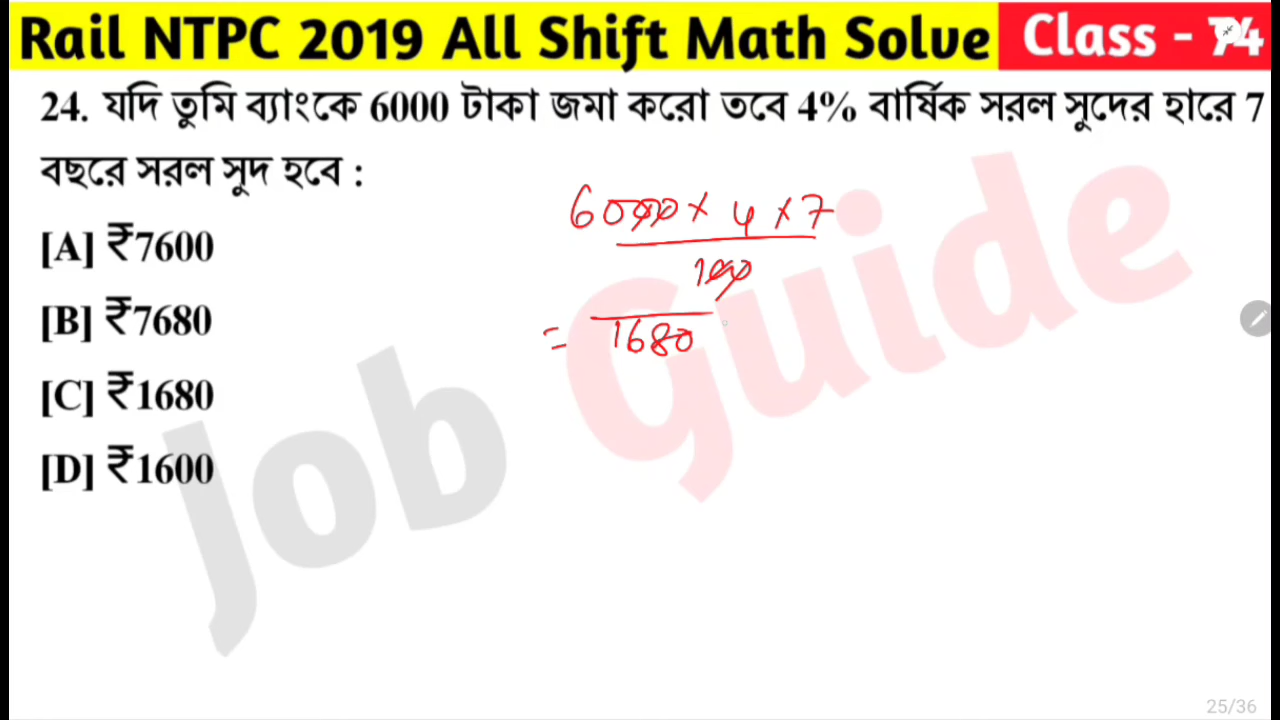 Rail NTPC 2019 All Shift Math Solve Class - 74
24. যদি তুমি ব্যাংকে 6000 টাকা জমা করো তবে 4% বার্ষিক সরল সুদের হারে 7
বছরে সরল সুদ হবে :
6000 × 4 × 7
100
= 1680
[A] ₹7600
[B] ₹7680
[C] ₹1680
[D] ₹1600
Job Guide
25/36